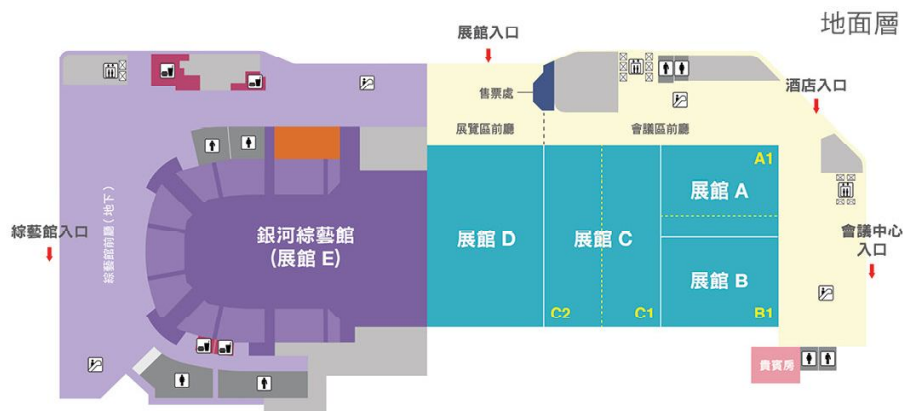 地面層
展館入口
售票處
酒店入口
展覽區前廳
會議區前廳
A1
展館 A
綜藝館入口
綜藝館前廳(地下)
銀河綜藝館
(展館 E)
展館 D
展館 C
會議中心
入口
展館 B
C2
C1
B1
貴賓房